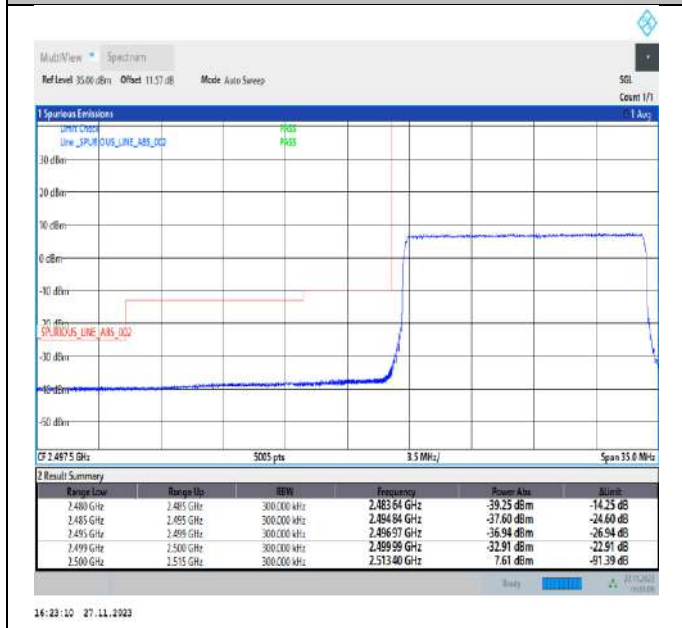 MultiView Spectrum
Ref Level 35.00 dBm Offset 11.57 dB Mode Auto Sweep SGL
Count 1/1
1 Spurious Emissions 1 Avg
Limit Check PASS
Line _SPURIOUS_LINE_ABS_002 PASS
30 dBm
20 dBm
10 dBm
0 dBm
-10 dBm
-20 dBm
_SPURIOUS_LINE_ABS_002
-30 dBm
-40 dBm
-50 dBm
CF 2.4975 GHz 5005 pts 3.5 MHz/ Span 35.0 MHz
2 Result Summary
Range Low Range Up RBW Frequency Power Abs ΔLimit
2.480 GHz 2.485 GHz 300.000 kHz 2.48364 GHz -39.25 dBm -14.25 dB
2.485 GHz 2.495 GHz 300.000 kHz 2.49484 GHz -37.60 dBm -24.60 dB
2.495 GHz 2.499 GHz 300.000 kHz 2.49697 GHz -36.94 dBm -26.94 dB
2.499 GHz 2.500 GHz 300.000 kHz 2.49999 GHz -32.91 dBm -22.91 dB
2.500 GHz 2.515 GHz 300.000 kHz 2.51340 GHz 7.61 dBm -91.39 dB
Ready 27.11.2023
16:23:10 27.11.2023